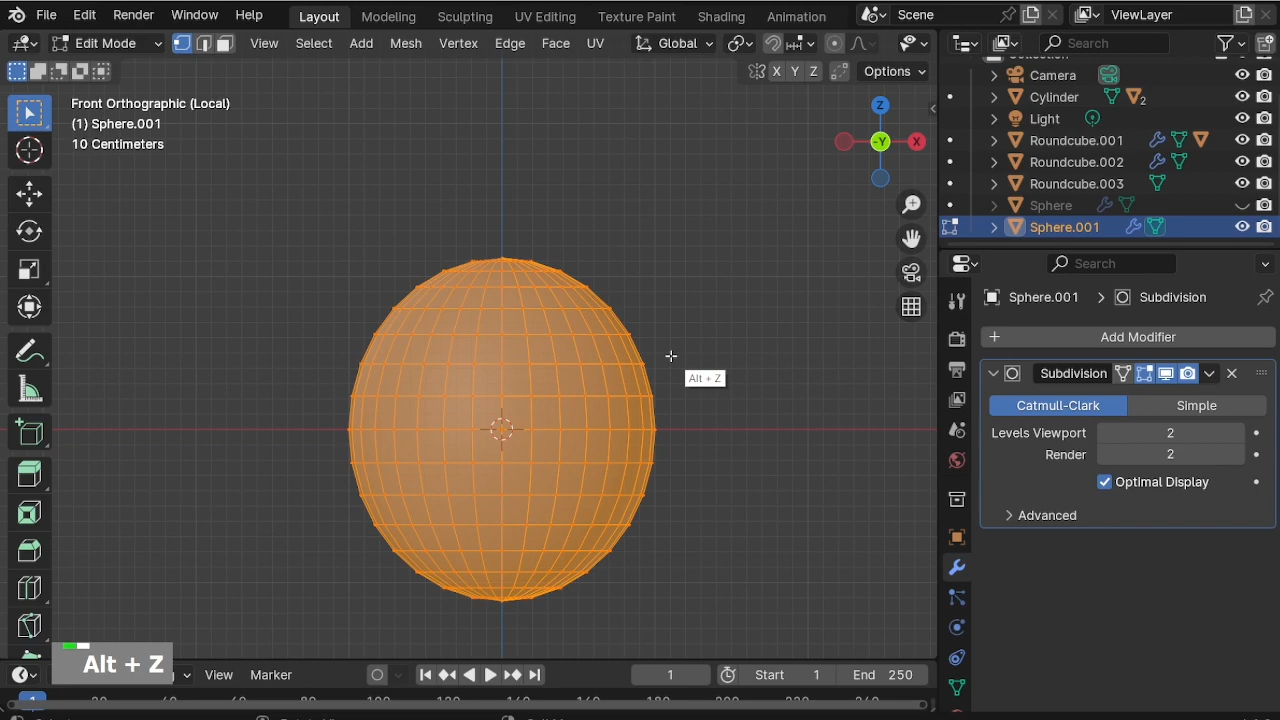 File Edit Render Window Help Layout Modeling Sculpting UV Editing Texture Paint Shading Animation Scene ViewLayer
Edit Mode View Select Add Mesh Vertex Edge Face UV Global Search
X Y Z Options
Front Orthographic (Local)
(1) Sphere.001
10 Centimeters
Z
-Y X
Camera
Cylinder 2
Light
Roundcube.001
Roundcube.002
Roundcube.003
Sphere
Sphere.001
Search
Sphere.001 Subdivision
Add Modifier
Subdivision
Catmull-Clark Simple
Levels Viewport 2
Render 2
Optimal Display
Advanced
Alt + Z
Alt + Z
View Marker 1 Start 1 End 250
1